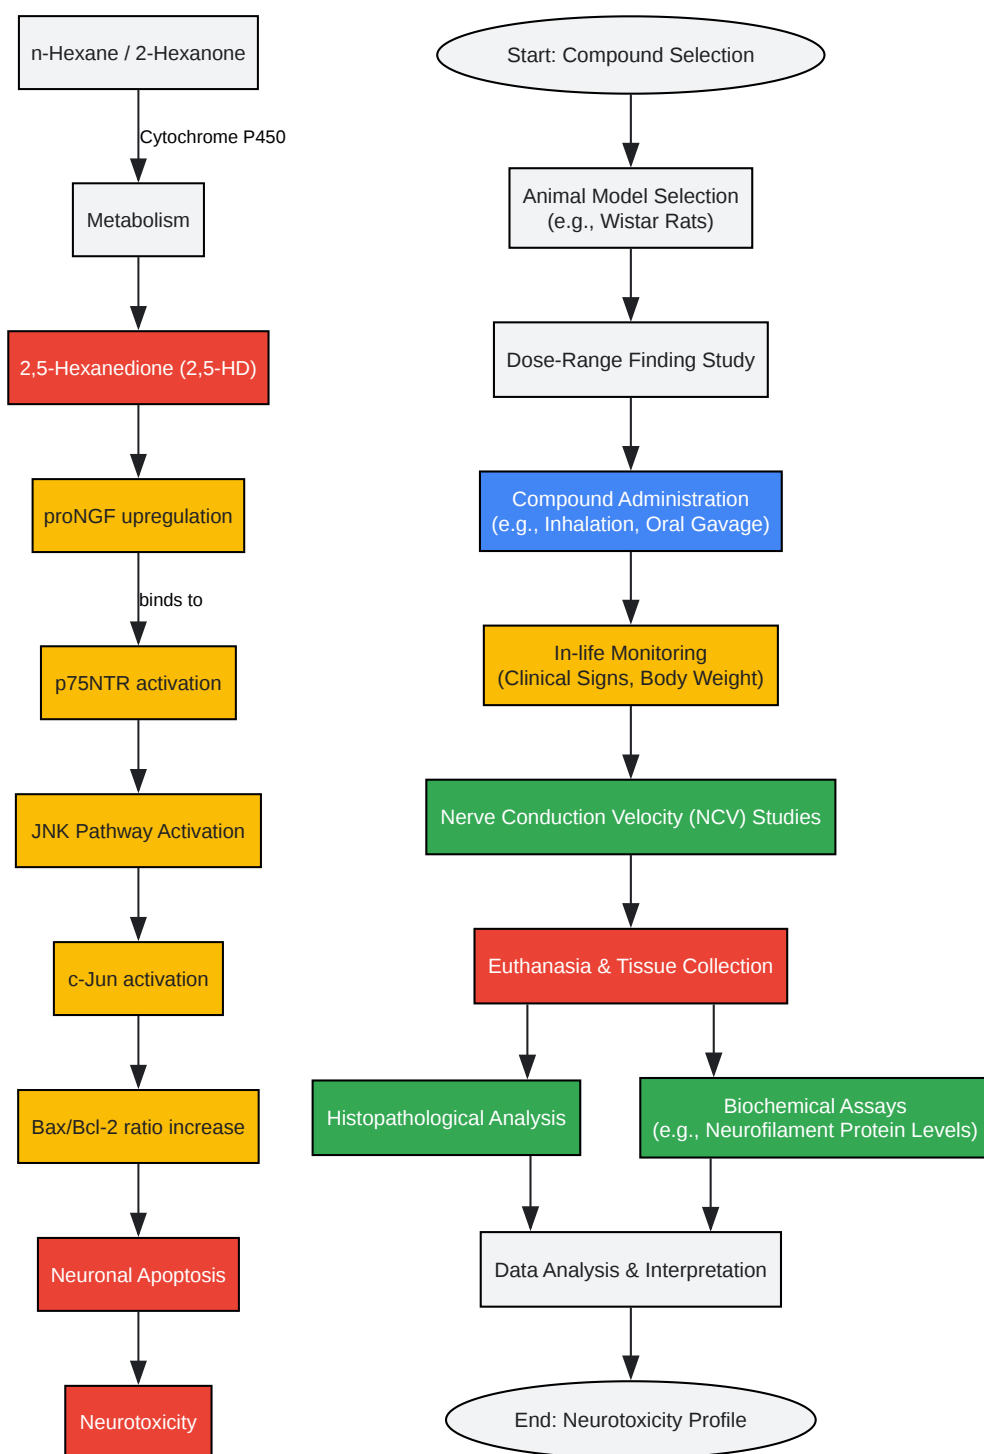 n-Hexane / 2-Hexanone
Cytochrome P450
Metabolism
2,5-Hexanedione (2,5-HD)
proNGF upregulation
binds to
p75NTR activation
JNK Pathway Activation
c-Jun activation
Bax/Bcl-2 ratio increase
Neuronal Apoptosis
Neurotoxicity
Start: Compound Selection
Animal Model Selection
(e.g., Wistar Rats)
Dose-Range Finding Study
Compound Administration
(e.g., Inhalation, Oral Gavage)
In-life Monitoring
(Clinical Signs, Body Weight)
Nerve Conduction Velocity (NCV) Studies
Euthanasia & Tissue Collection
Histopathological Analysis
Biochemical Assays
(e.g., Neurofilament Protein Levels)
Data Analysis & Interpretation
End: Neurotoxicity Profile